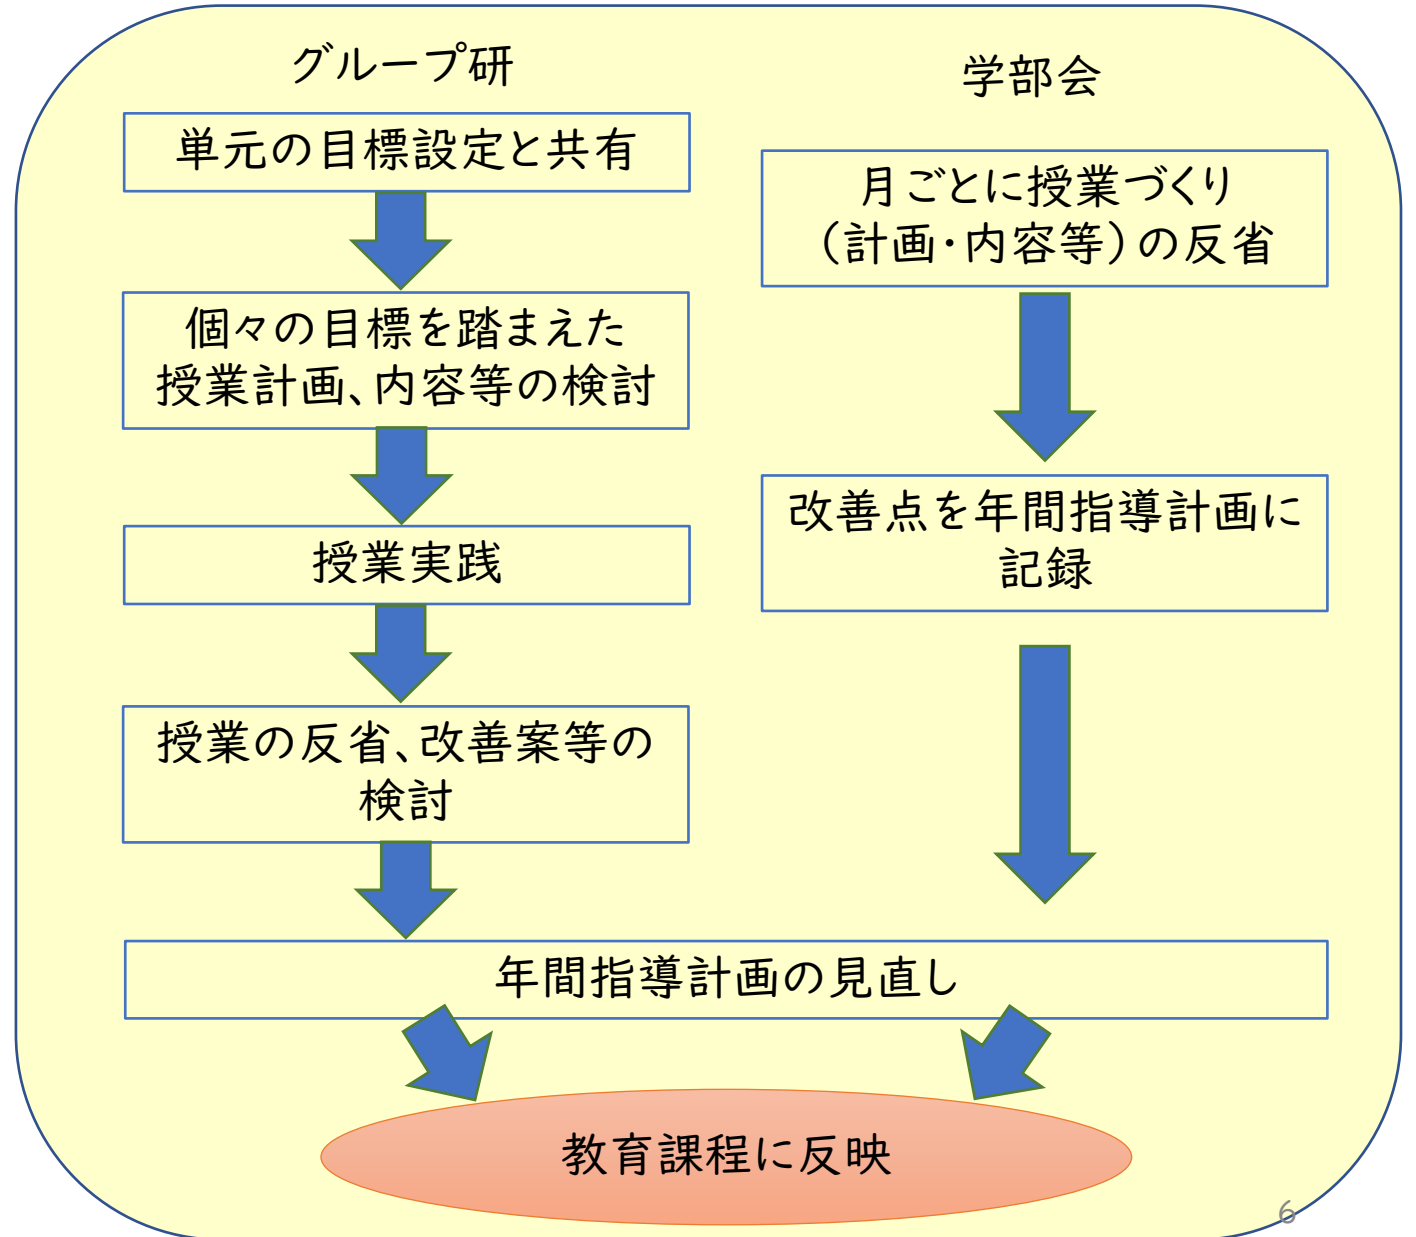 グループ研
単元の目標設定と共有
個々の目標を踏まえた
授業計画、内容等の検討
授業実践
授業の反省、改善案等の
検討
学部会
月ごとに授業づくり
（計画・内容等）の反省
改善点を年間指導計画に
記録
年間指導計画の見直し
教育課程に反映
6